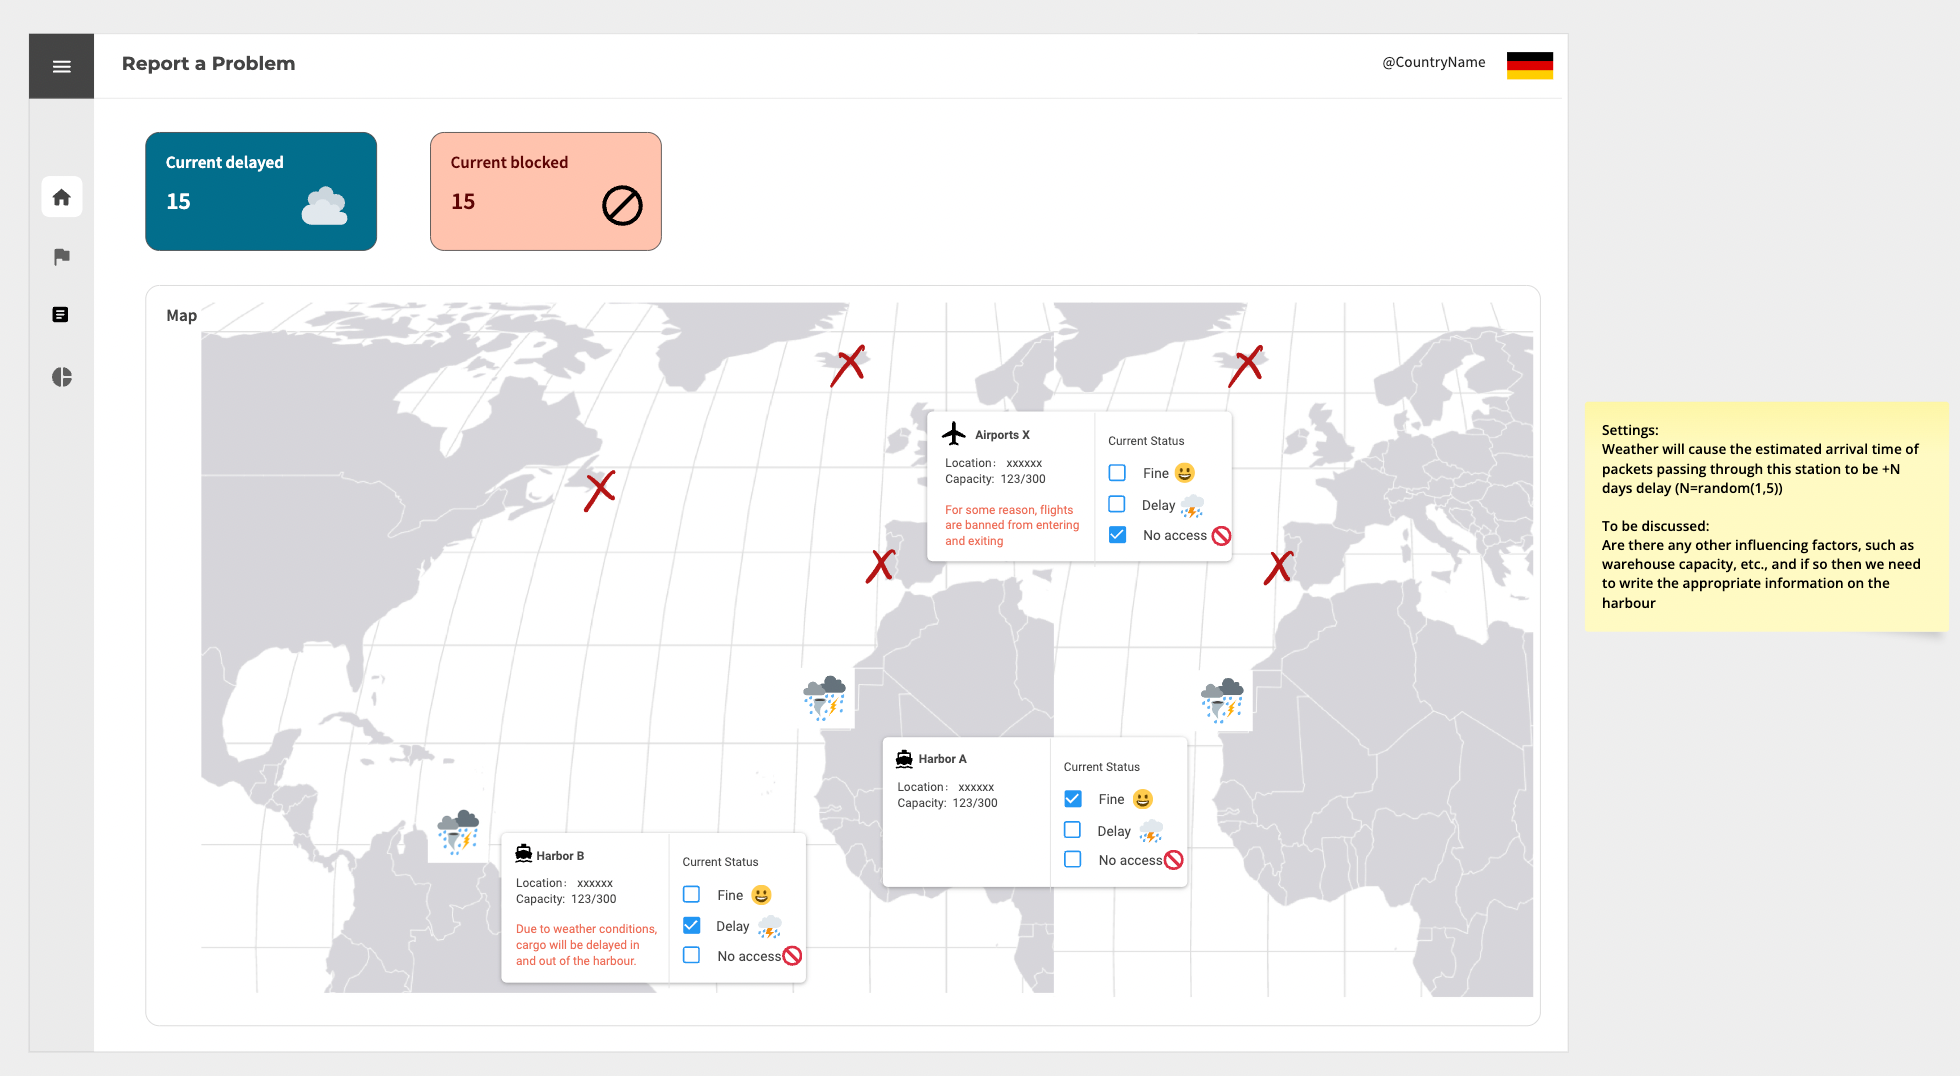 Report a Problem
@CountryName
Current delayed
15
Current blocked
15
Map
Airports X
Location: xxxxxx
Capacity: 123/300
For some reason, flights
are banned from entering
and exiting
Current Status
Fine
Delay
No access
Harbor A
Location: xxxxxx
Capacity: 123/300
Current Status
Fine
Delay
No access
Harbor B
Location: xxxxxx
Capacity: 123/300
Due to weather conditions,
cargo will be delayed in
and out of the harbour.
Current Status
Fine
Delay
No access
Settings:
Weather will cause the estimated arrival time of
packets passing through this station to be +N
days delay (N=random(1,5))
To be discussed:
Are there any other influencing factors, such as
warehouse capacity, etc., and if so then we need
to write the appropriate information on the
harbour